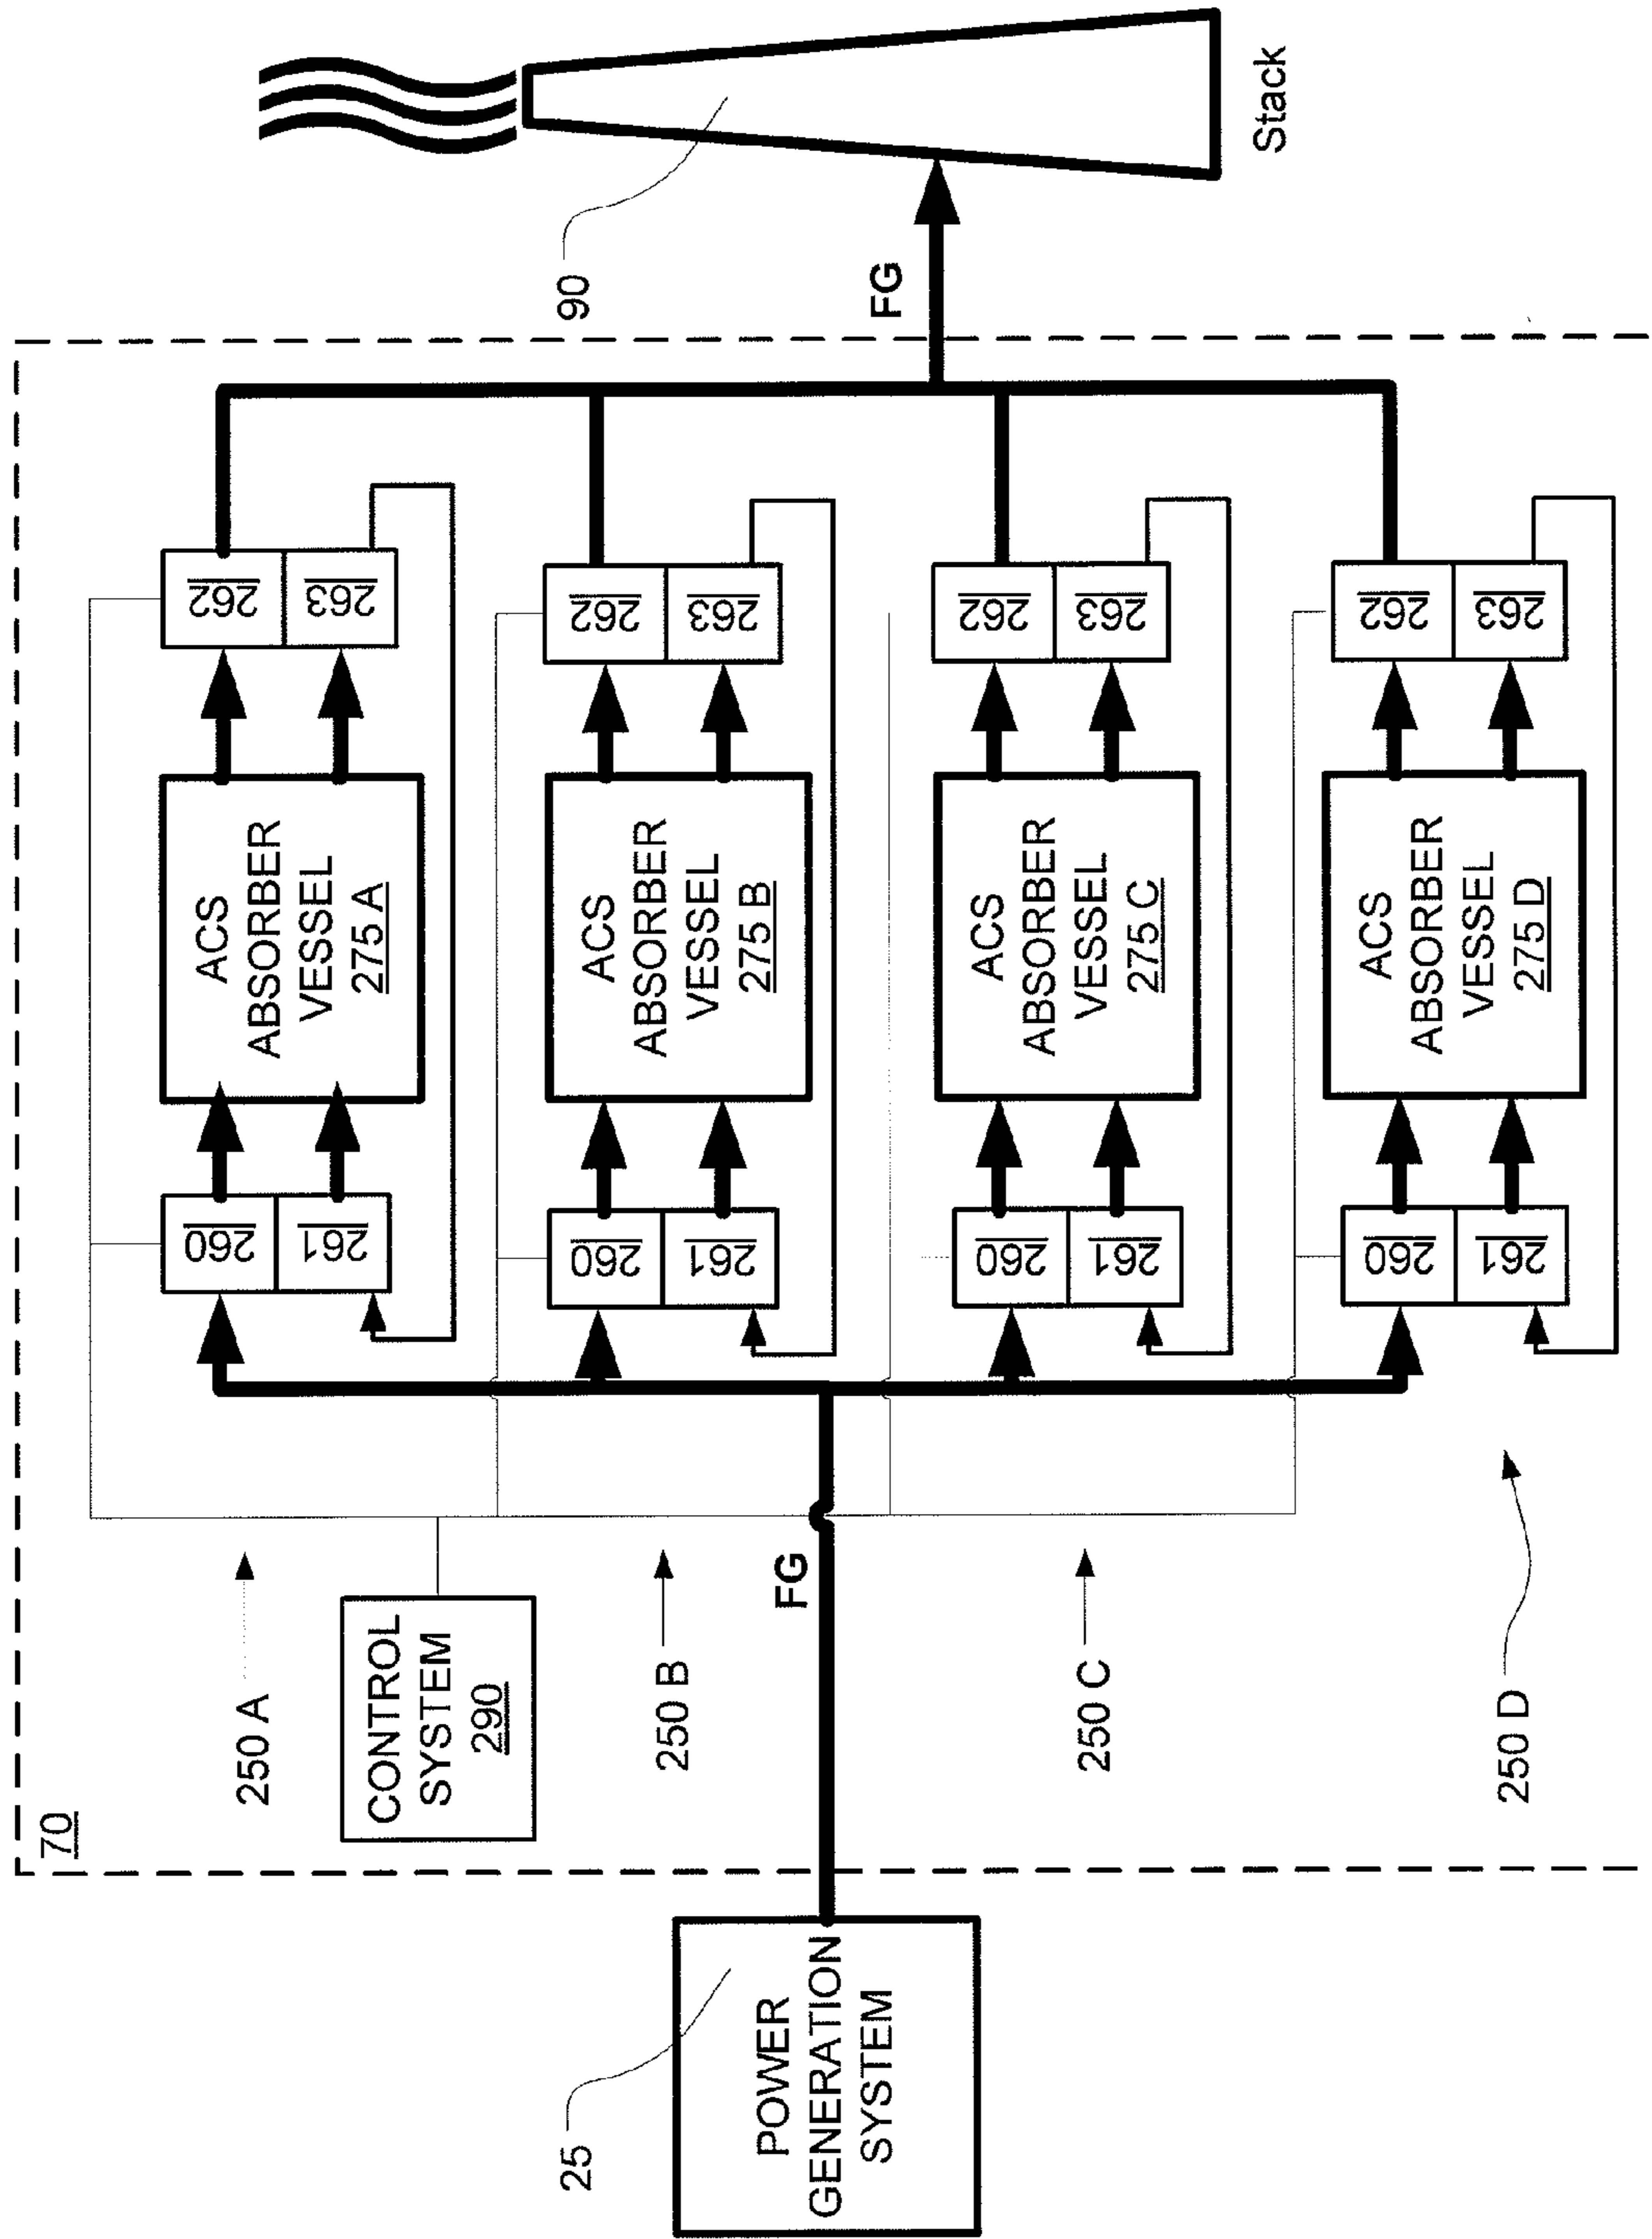 70
250 A
CONTROL
SYSTEM
290
250 B
FG
250 C
250 D
25
POWER
GENERATION
SYSTEM
260
261
ACS
ABSORBER
VESSEL
275 A
262
263
260
261
ACS
ABSORBER
VESSEL
275 B
262
263
260
261
ACS
ABSORBER
VESSEL
275 C
262
263
260
261
ACS
ABSORBER
VESSEL
275 D
262
263
FG
90
Stack